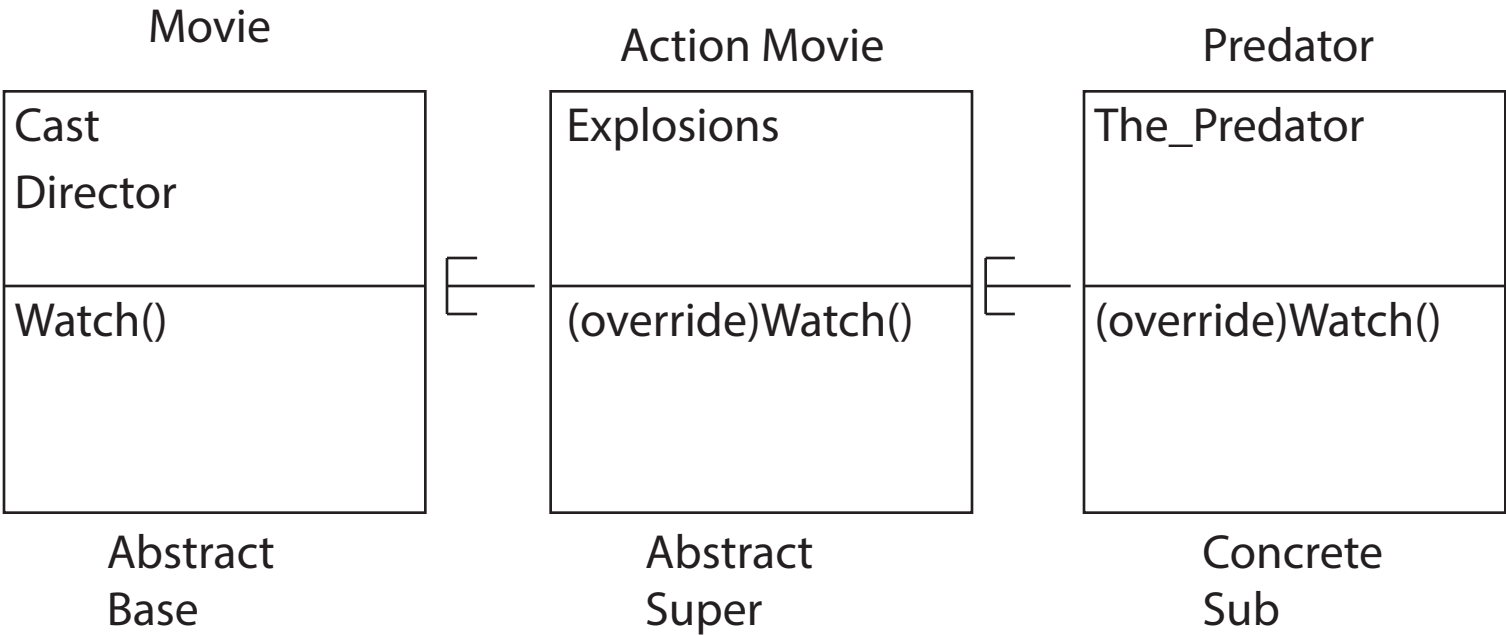 Movie
Cast
Director
Watch()
Abstract
Base
Action Movie
Explosions
(override)Watch()
Abstract
Super
Predator
The_Predator
(override)Watch()
Concrete
Sub